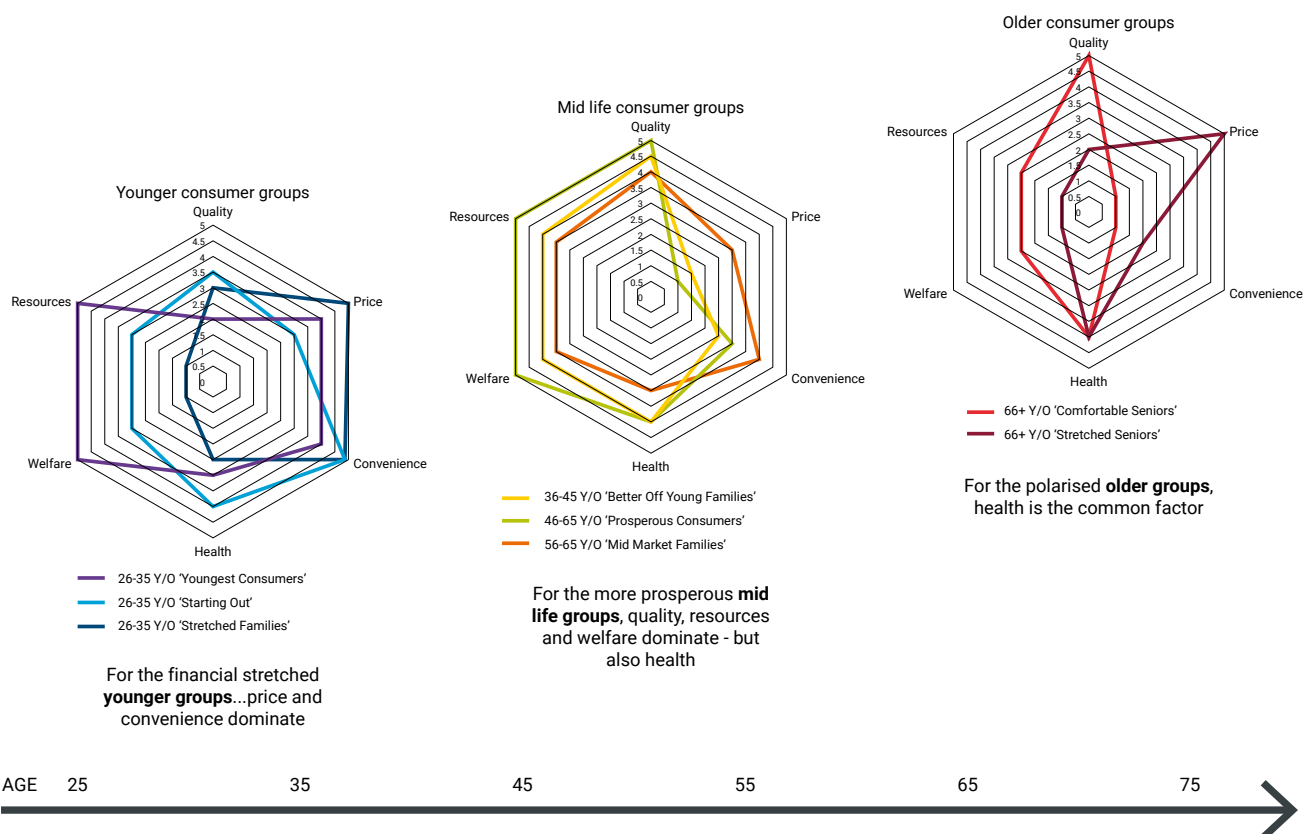 Younger consumer groups
Quality
5
4.5
4
3.5
3
2.5
1.5
1
0.5
0
Resources
Price
Welfare
Convenience
Health
26-35 Y/O ‘Youngest Consumers’
26-35 Y/O ‘Starting Out’
26-35 Y/O ‘Stretched Families’
For the financial stretched
younger groups...price and
convenience dominate
Mid life consumer groups
Quality
5
4.5
4
3.5
3
2.5
2
1.5
1
0.5
0
Resources
Price
Welfare
Convenience
Health
36-45 Y/O ‘Better Off Young Families’
46-65 Y/O ‘Prosperous Consumers’
56-65 Y/O ‘Mid Market Families’
For the more prosperous mid
life groups, quality, resources
and welfare dominate - but
also health
Older consumer groups
Quality
5
4.5
4
3.5
3
2.5
2
1.5
1
0.5
0
Resources
Price
Welfare
Convenience
Health
66+ Y/O ‘Comfortable Seniors’
66+ Y/O ‘Stretched Seniors’
For the polarised older groups,
health is the common factor
AGE 25 35 45 55 65 75